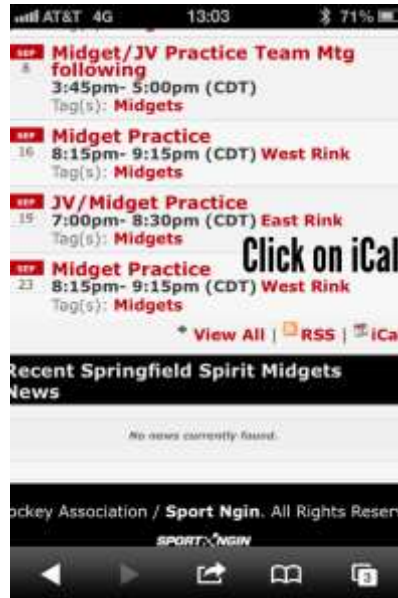 AT&T 4G 13:03 71%
SEP Midget/JV Practice Team Mtg
8 following
3:45pm- 5:00pm (CDT)
Tag(s): Midgets
SEP Midget Practice
16 8:15pm- 9:15pm (CDT) West Rink
Tag(s): Midgets
SEP JV/Midget Practice
19 7:00pm- 8:30pm (CDT) East Rink
Tag(s): Midgets
Click on iCal
SEP Midget Practice
23 8:15pm- 9:15pm (CDT) West Rink
Tag(s): Midgets
View All | RSS | iCa
Recent Springfield Spirit Midgets
News
No news currently found.
ockey Association / Sport Ngin. All Rights Reser
SPORT NGIN
3